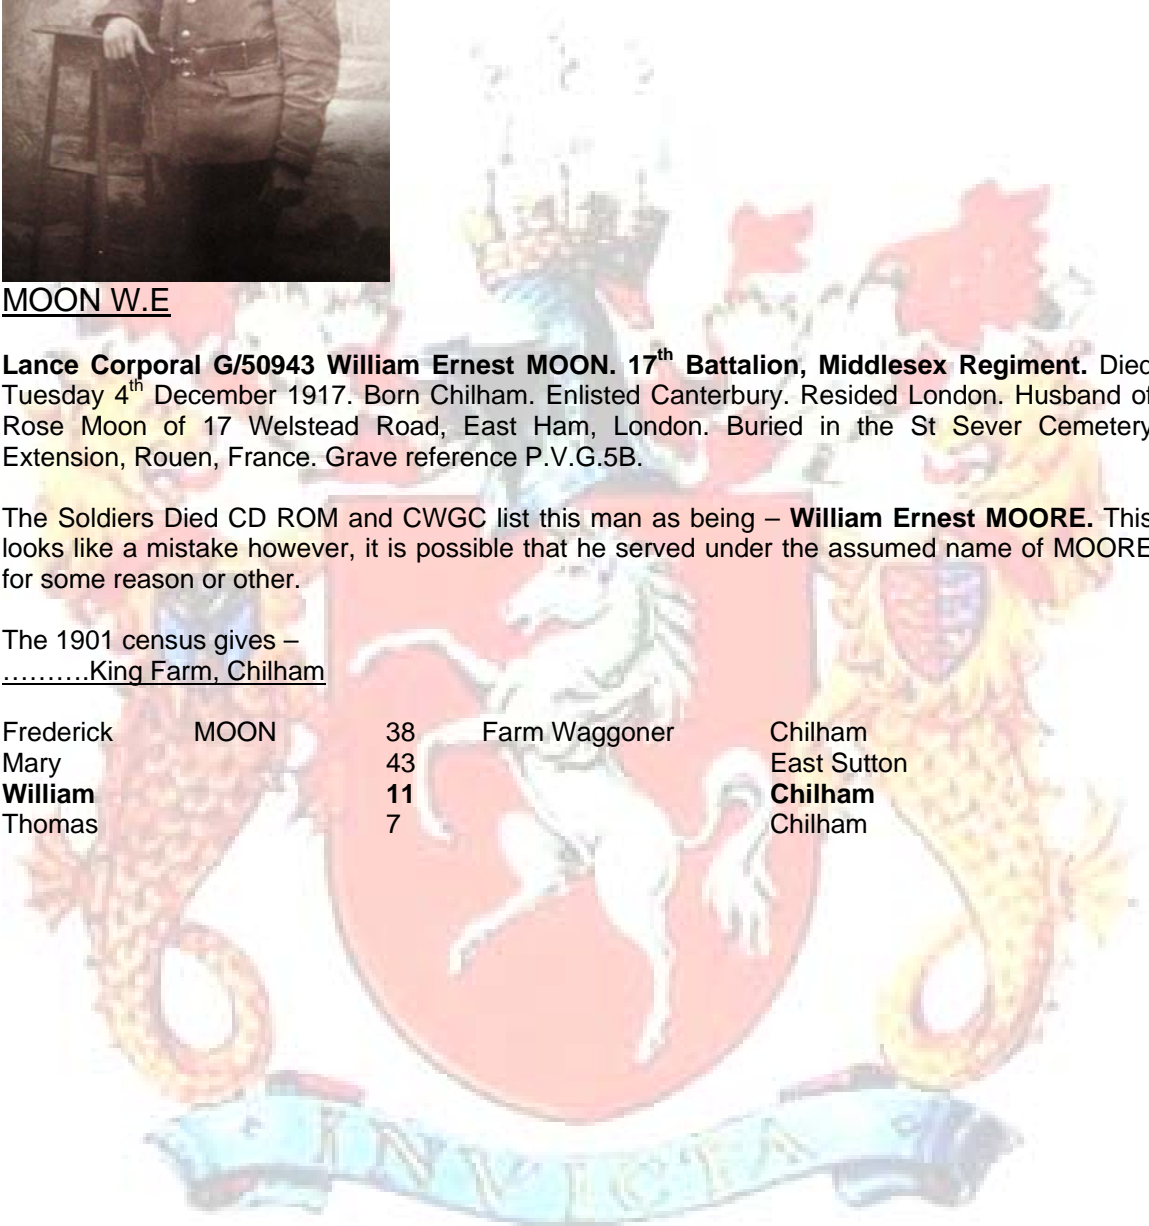 MOON W.E
Lance Corporal G/50943 William Ernest MOON. 17th Battalion, Middlesex Regiment. Died
Tuesday 4th December 1917. Born Chilham. Enlisted Canterbury. Resided London. Husband of
Rose Moon of 17 Welstead Road, East Ham, London. Buried in the St Sever Cemetery
Extension, Rouen, France. Grave reference P.V.G.5B.
The Soldiers Died CD ROM and CWGC list this man as being – William Ernest MOORE. This
looks like a mistake however, it is possible that he served under the assumed name of MOORE
for some reason or other.
The 1901 census gives –
……….King Farm, Chilham
Frederick MOON 38 Farm Waggoner Chilham
Mary 43 East Sutton
William 11 Chilham
Thomas 7 Chilham
INVICTA